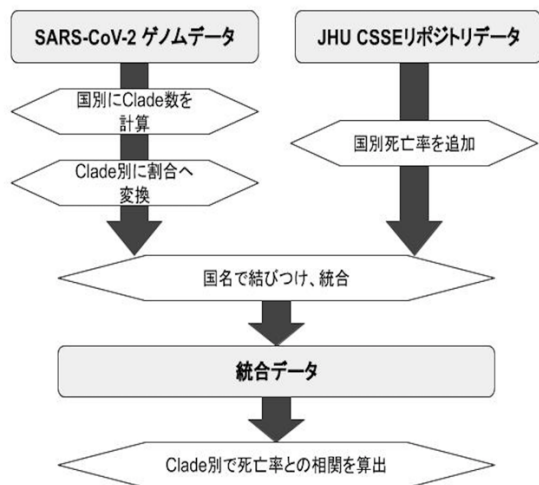 SARS-CoV-2 ゲノムデータ
JHU CSSEリポジトリデータ
国別にClade数を
計算
国別死亡率を追加
Clade別に割合へ
変換
国名で結びつけ、統合
統合データ
Clade別で死亡率との相関を算出